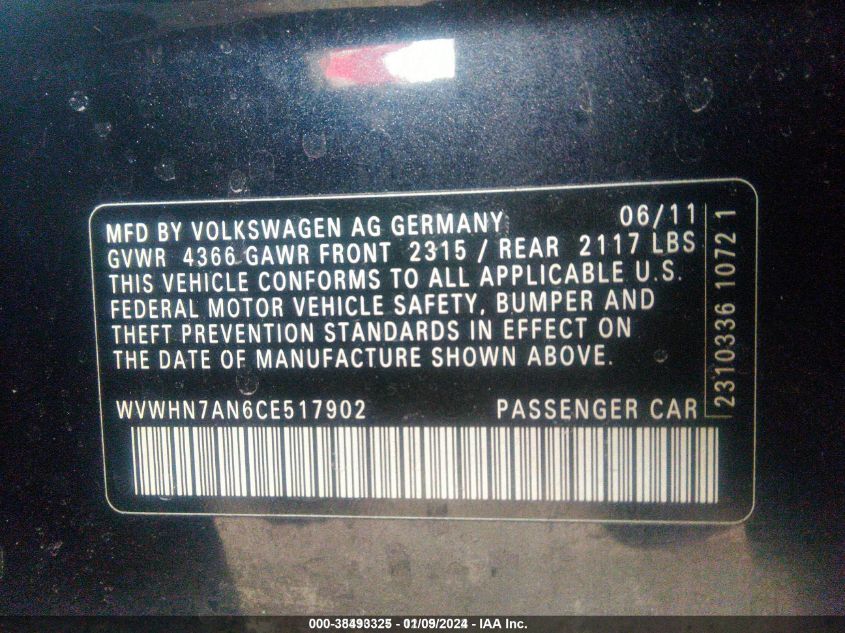 MFD BY VOLKSWAGEN AG GERMANY 06/11
GVWR 4366 GAWR FRONT 2315 / REAR 2117 LBS
THIS VEHICLE CONFORMS TO ALL APPLICABLE U.S.
FEDERAL MOTOR VEHICLE SAFETY, BUMPER AND
THEFT PREVENTION STANDARDS IN EFFECT ON
THE DATE OF MANUFACTURE SHOWN ABOVE.
WVWHN7AN6CE517902 PASSENGER CAR
2310336 10721
000-38493325 - 01/09/2024 - IAA Inc.